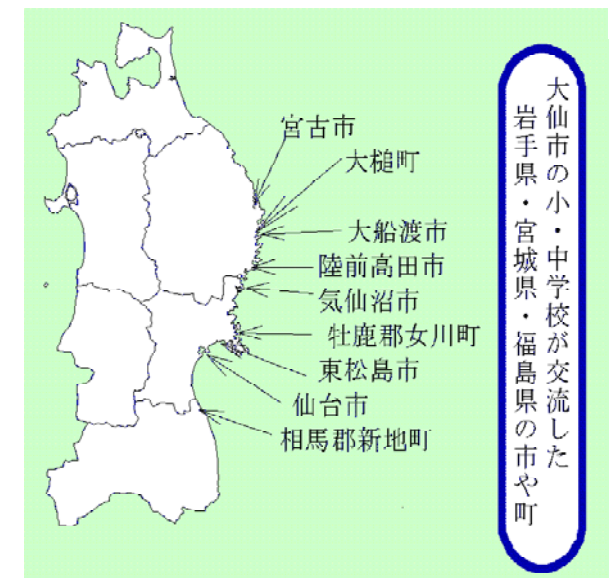 大仙市の小・中学校が交流した
岩手県・宮城県・福島県の市や町
宮古市
大槌町
大船渡市
陸前高田市
気仙沼市
牡鹿郡女川町
東松島市
仙台市
相馬郡新地町